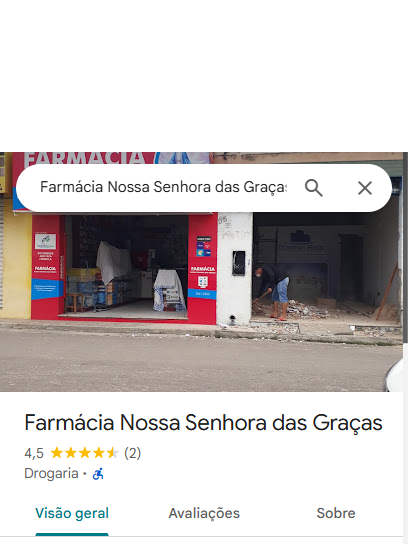 FARMÁCIA
Farmácia Nossa Senhora das Graças
FARMÁCIA
FARMÁCIA
Farmácia Nossa Senhora das Graças
4,5 (2)
Drogaria ·
Visão geral
Avaliações
Sobre